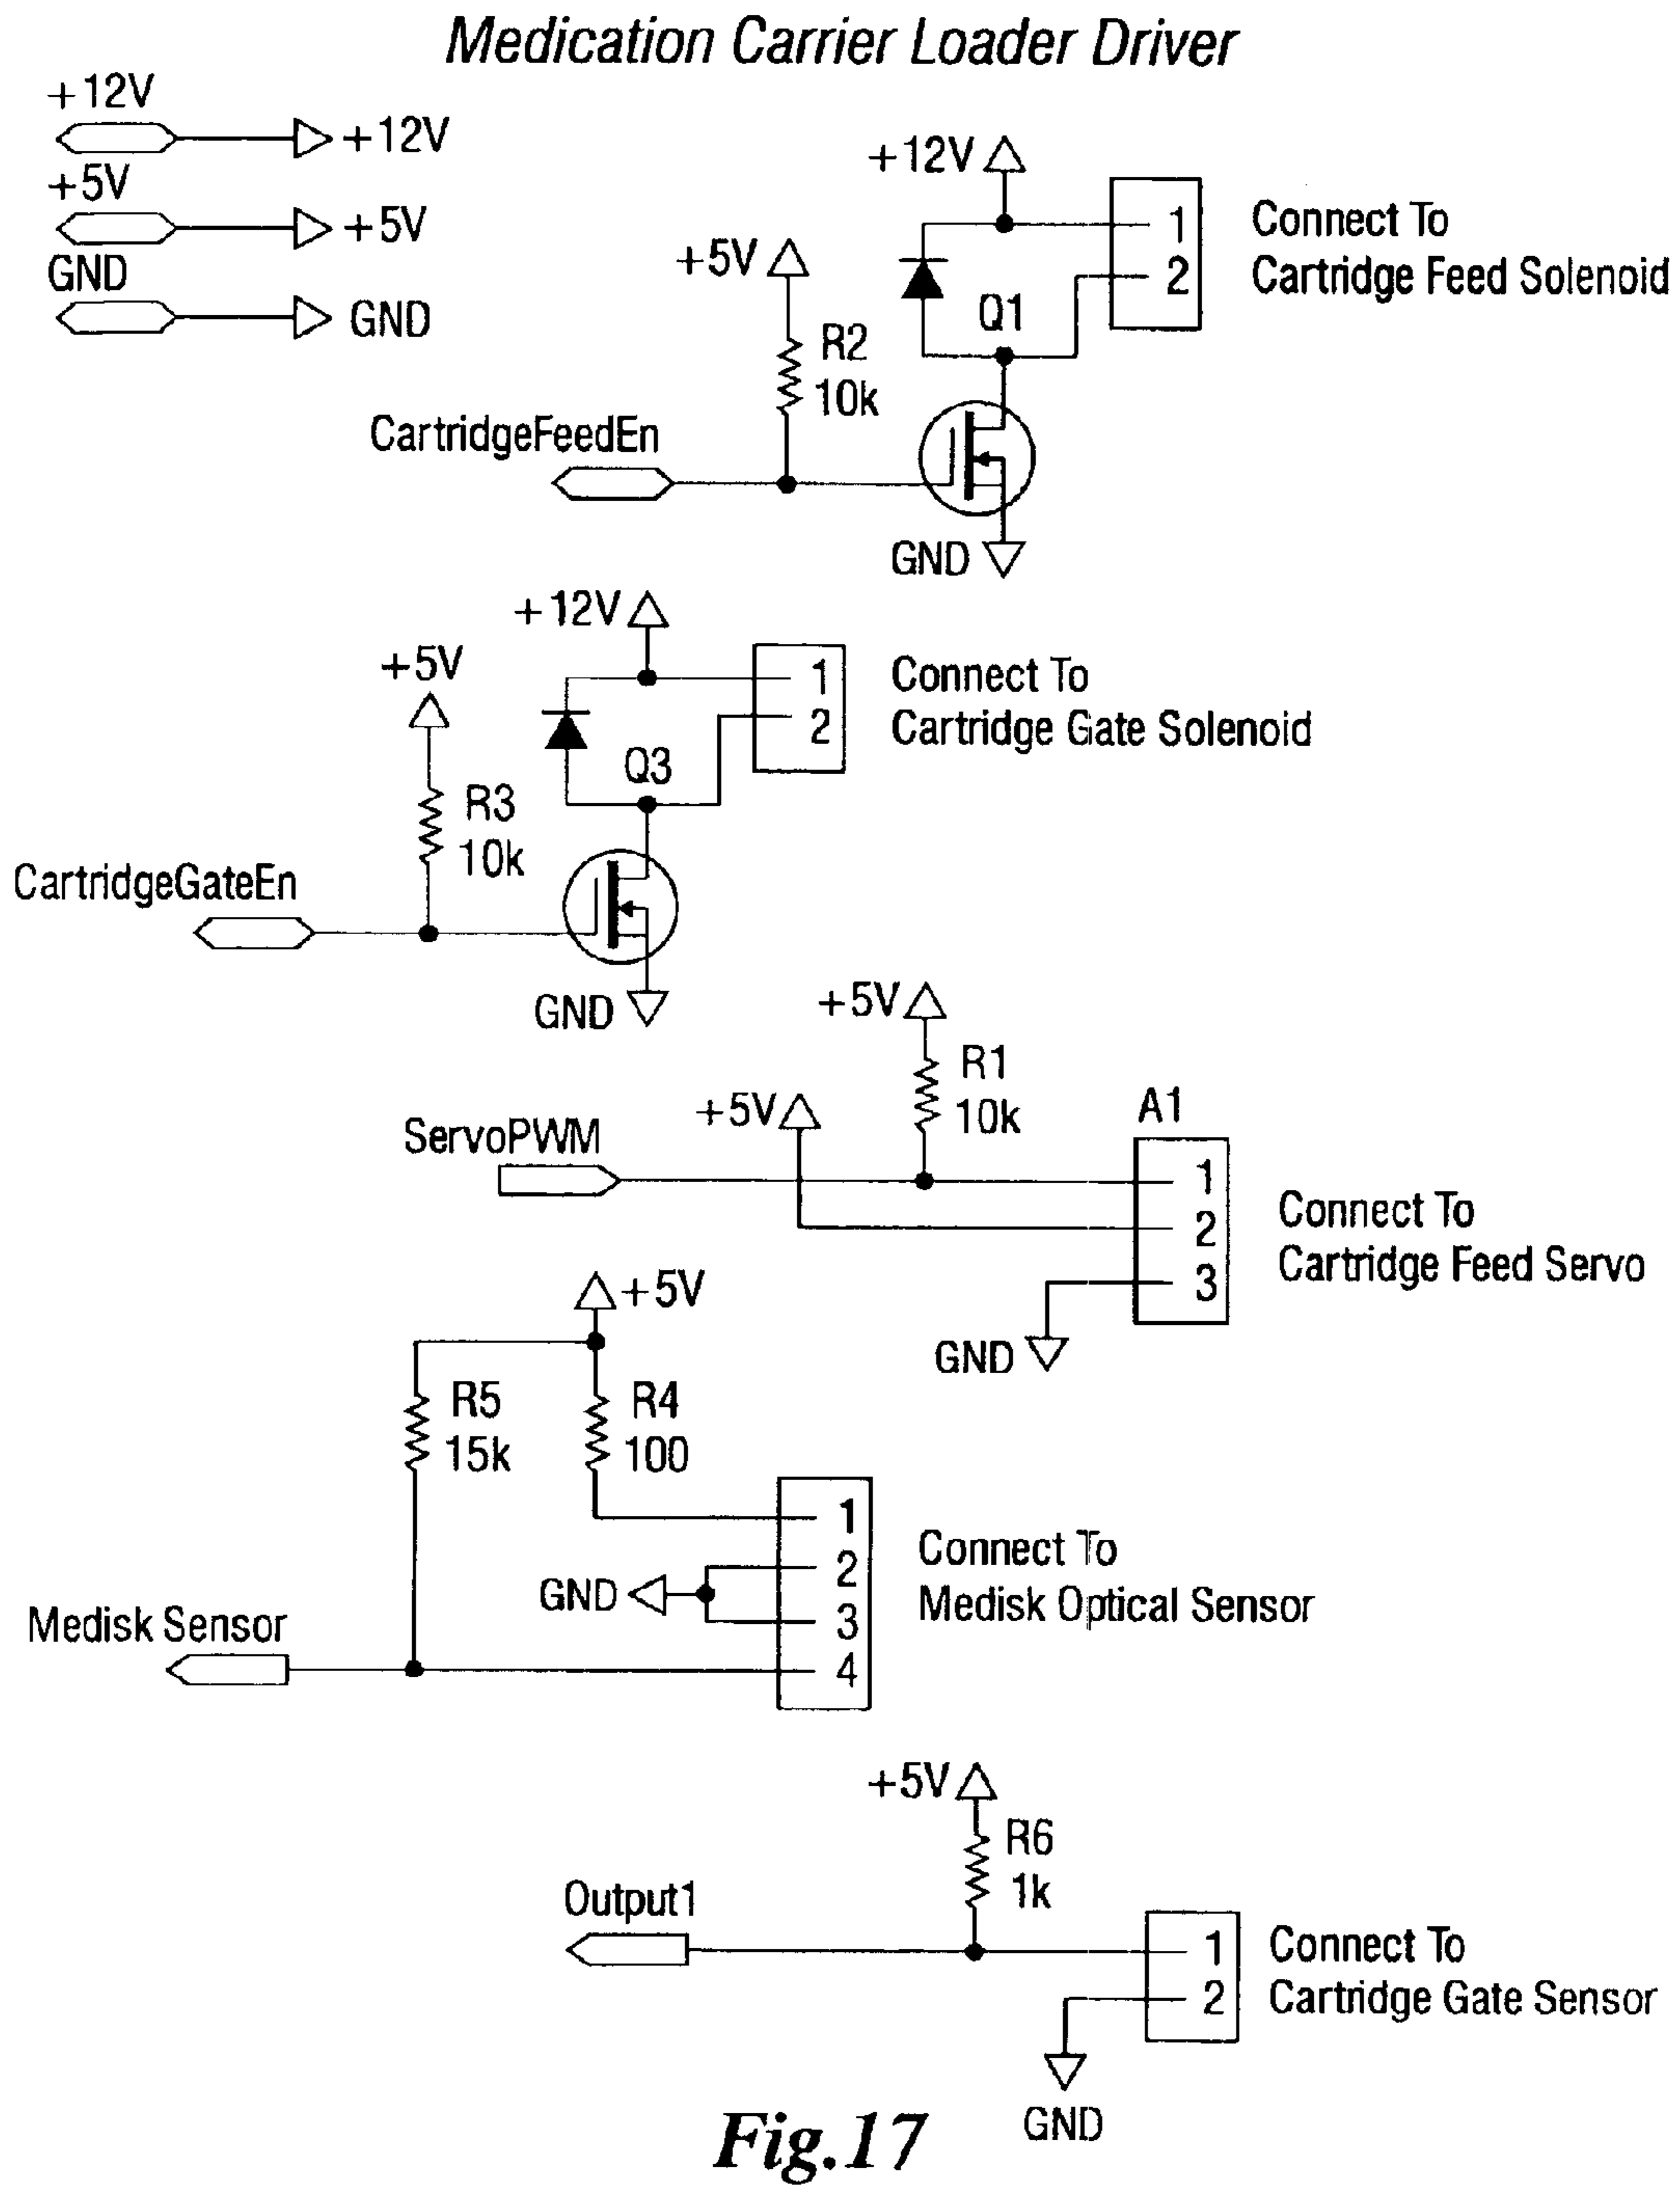 Medication Carrier Loader Driver
+12V
+12V
+5V
+5V
GND
GND
+12V
1
2
Connect To
Cartridge Feed Solenoid
+5V
Q1
R2
10k
CartridgeFeedEn
GND
+12V
1
2
Connect To
Cartridge Gate Solenoid
+5V
Q3
R3
10k
CartridgeGateEn
GND
+5V
R1
10k
+5V
A1
ServoPWM
1
2
3
Connect To
Cartridge Feed Servo
GND
+5V
R5
15k
R4
100
1
2
3
4
GND
Connect To
Medisk Optical Sensor
Medisk Sensor
+5V
R6
1k
Output1
1
2
Connect To
Cartridge Gate Sensor
GND
Fig.17